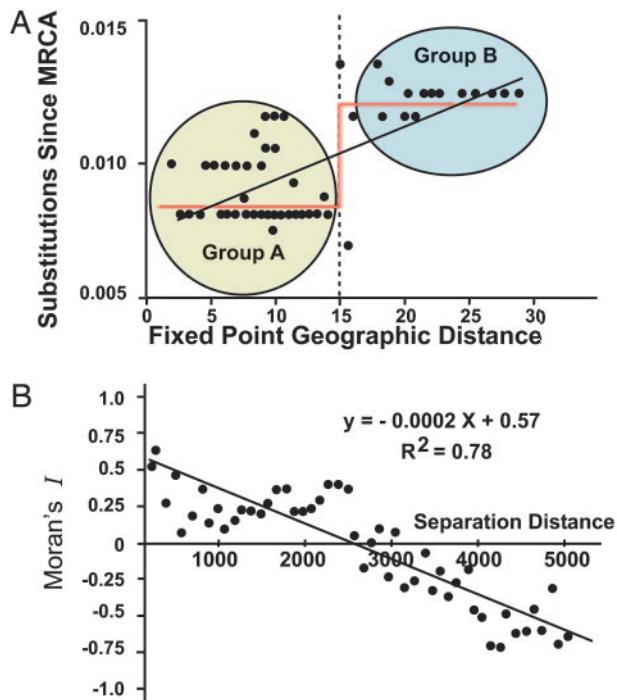 A
Substitutions Since MRCA
0.015
0.010
0.005
Group B
Group A
0 5 10 15 20 25 30
Fixed Point Geographic Distance
B
Moran's I
1.0
0.75
0.5
0.25
0
-0.25
-0.5
-0.75
-1.0
y = - 0.0002 X + 0.57
R² = 0.78
Separation Distance
1000 2000 3000 4000 5000